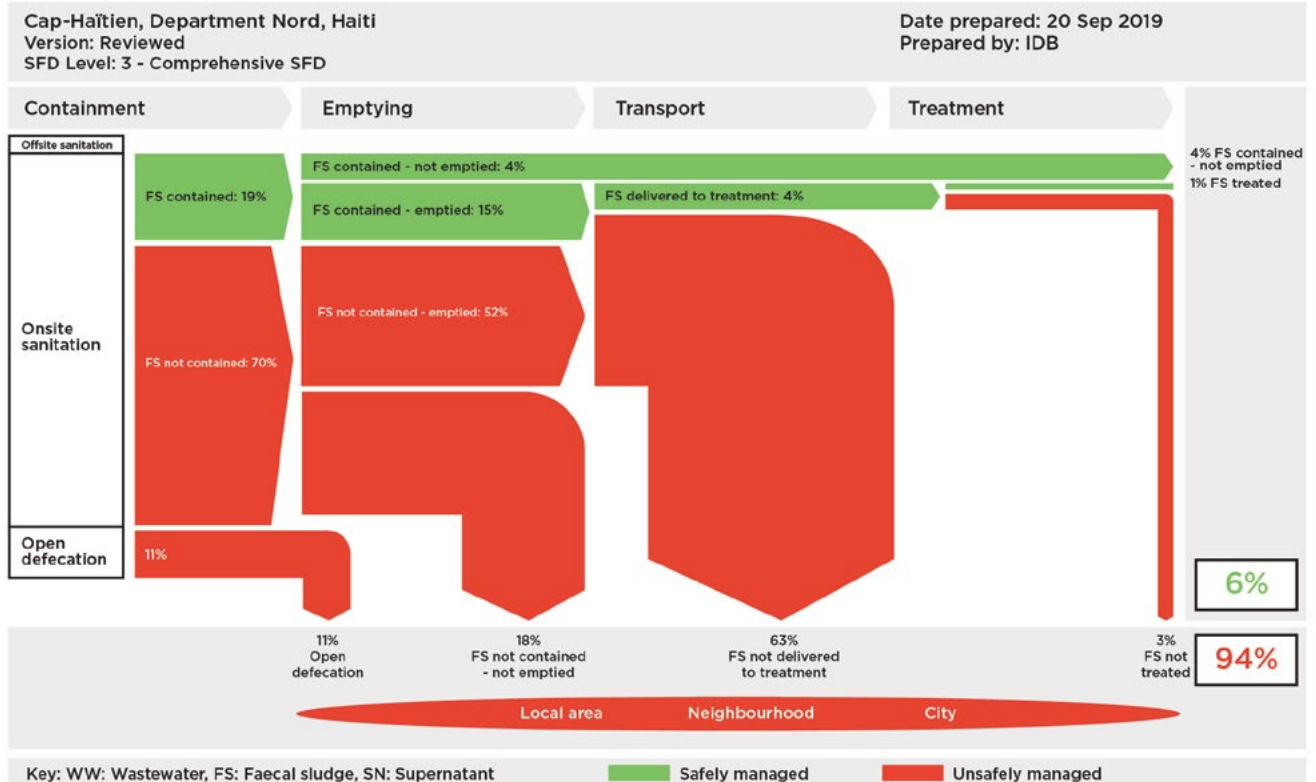 Cap-Haïtien, Department Nord, Haiti
Version: Reviewed
SFD Level: 3 - Comprehensive SFD
Date prepared: 20 Sep 2019
Prepared by: IDB
Containment
Emptying
Transport
Treatment
Offsite sanitation
Onsite
sanitation
Open
defecation
FS contained: 19%
FS not contained: 70%
11%
FS contained - not emptied: 4%
FS contained - emptied: 15%
FS not contained - emptied: 52%
FS delivered to treatment: 4%
4% FS contained
- not emptied
1% FS treated
6%
11%
Open
defecation
18%
FS not contained
- not emptied
63%
FS not delivered
to treatment
3%
FS not
treated
94%
Local area
Neighbourhood
City
Key: WW: Wastewater, FS: Faecal sludge, SN: Supernatant
Safely managed
Unsafely managed